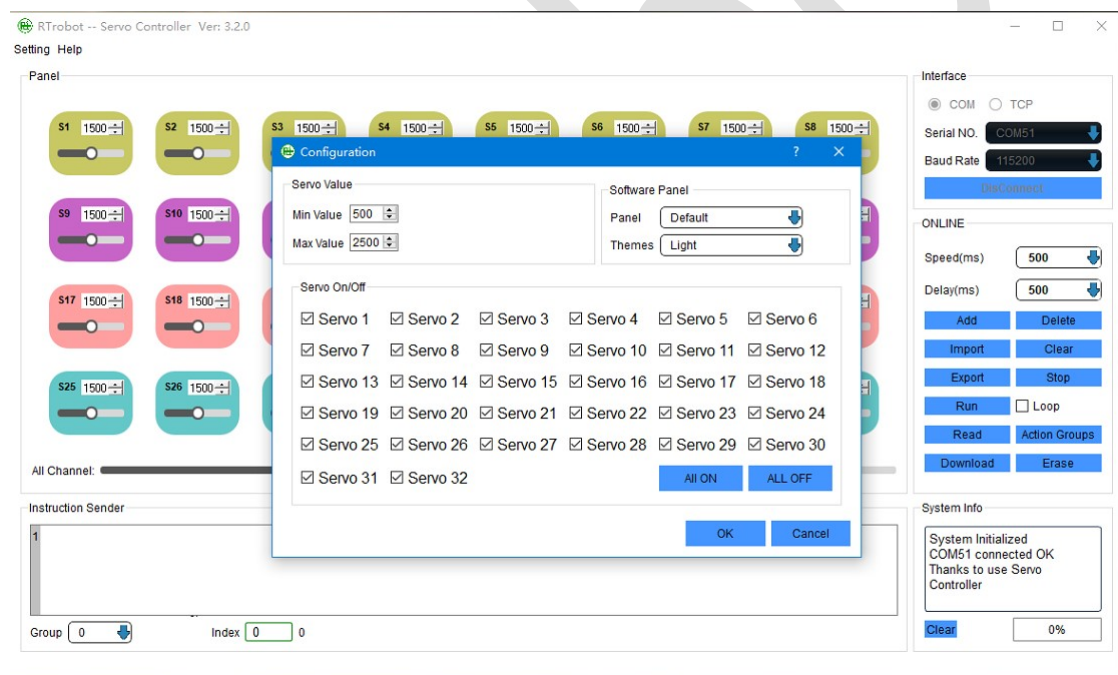 RTrobot -- Servo Controller Ver: 3.2.0
Setting Help
Panel
S1 1500 S2 1500 S3 1500 S4 1500 S5 1500 S6 1500 S7 1500 S8 1500
S9 1500 S10 1500
S17 1500 S18 1500
S25 1500 S26 1500
All Channel:
Configuration ?
Servo Value
Min Value 500
Max Value 2500
Software Panel
Panel Default
Themes Light
Servo On/Off
Servo 1 Servo 2 Servo 3 Servo 4 Servo 5 Servo 6
Servo 7 Servo 8 Servo 9 Servo 10 Servo 11 Servo 12
Servo 13 Servo 14 Servo 15 Servo 16 Servo 17 Servo 18
Servo 19 Servo 20 Servo 21 Servo 22 Servo 23 Servo 24
Servo 25 Servo 26 Servo 27 Servo 28 Servo 29 Servo 30
Servo 31 Servo 32 All ON ALL OFF
OK Cancel
Interface
COM TCP
Serial NO. COM51
Baud Rate 115200
DisConnect
ONLINE
Speed(ms) 500
Delay(ms) 500
Add Delete
Import Clear
Export Stop
Run Loop
Read Action Groups
Download Erase
Instruction Sender
1
Group 0 Index 0 0
System Info
System Initialized
COM51 connected OK
Thanks to use Servo
Controller
Clear 0%